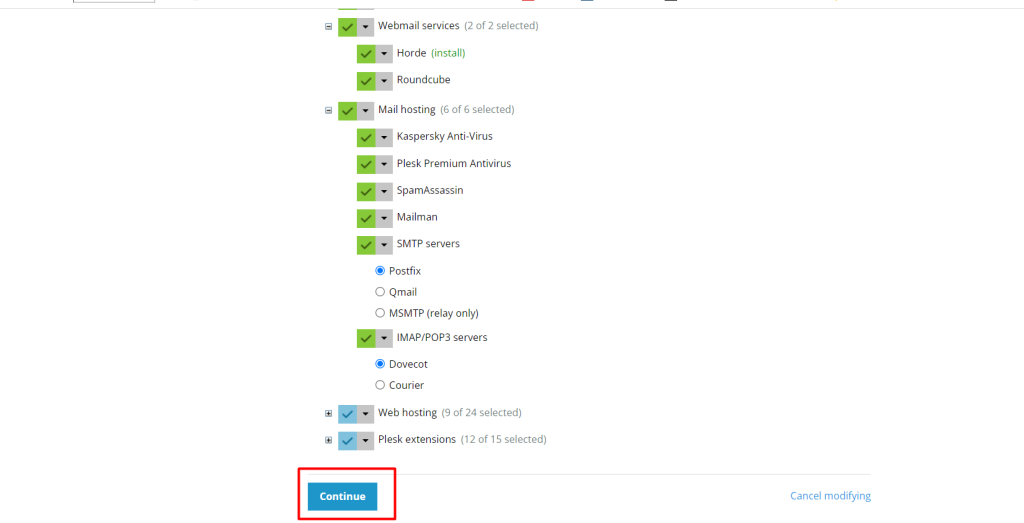 Webmail services (2 of 2 selected)
Horde (install)
Roundcube
Mail hosting (6 of 6 selected)
Kaspersky Anti-Virus
Plesk Premium Antivirus
SpamAssassin
Mailman
SMTP servers
Postfix
Qmail
MSMTP (relay only)
IMAP/POP3 servers
Dovecot
Courier
Web hosting (9 of 24 selected)
Plesk extensions (12 of 15 selected)
Continue Cancel modifying